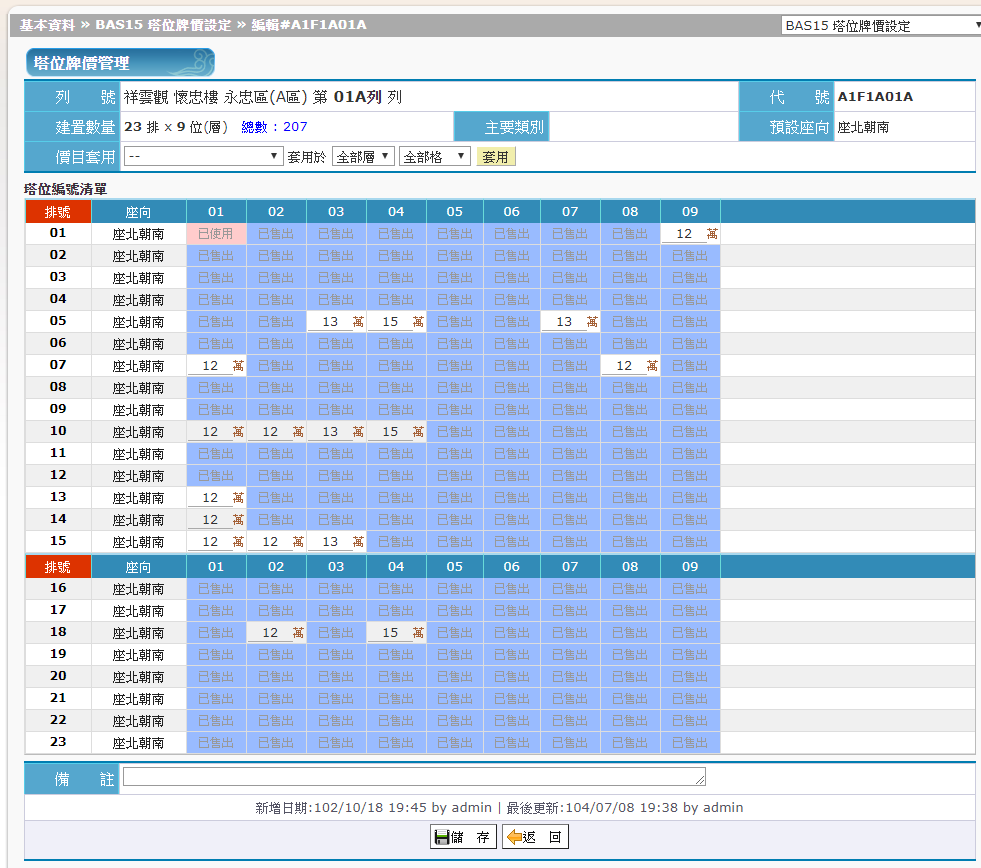 基本資料 » BAS15 塔位牌價設定 » 編輯#A1F1A01A
BAS15 塔位牌價設定
塔位牌價管理
列 號 祥雲觀 懷忠樓 永忠區(A區) 第 01A列 列 代 號 A1F1A01A
建置數量 23 排 x 9 位(層) 總數 : 207 主要類別 預設座向 座北朝南
價目套用 -- 套用於 全部層 全部格 套用
塔位編號清單
排號 座向 01 02 03 04 05 06 07 08 09
01 座北朝南 已使用 已售出 已售出 已售出 已售出 已售出 已售出 已售出 12 萬
02 座北朝南 已售出 已售出 已售出 已售出 已售出 已售出 已售出 已售出 已售出
03 座北朝南 已售出 已售出 已售出 已售出 已售出 已售出 已售出 已售出 已售出
04 座北朝南 已售出 已售出 已售出 已售出 已售出 已售出 已售出 已售出 已售出
05 座北朝南 已售出 已售出 13 萬 15 萬 已售出 已售出 13 萬 已售出 已售出
06 座北朝南 已售出 已售出 已售出 已售出 已售出 已售出 已售出 已售出 已售出
07 座北朝南 12 萬 已售出 已售出 已售出 已售出 已售出 已售出 12 萬 已售出
08 座北朝南 已售出 已售出 已售出 已售出 已售出 已售出 已售出 已售出 已售出
09 座北朝南 已售出 已售出 已售出 已售出 已售出 已售出 已售出 已售出 已售出
10 座北朝南 12 萬 12 萬 13 萬 15 萬 已售出 已售出 已售出 已售出 已售出
11 座北朝南 已售出 已售出 已售出 已售出 已售出 已售出 已售出 已售出 已售出
12 座北朝南 已售出 已售出 已售出 已售出 已售出 已售出 已售出 已售出 已售出
13 座北朝南 12 萬 已售出 已售出 已售出 已售出 已售出 已售出 已售出 已售出
14 座北朝南 12 萬 已售出 已售出 已售出 已售出 已售出 已售出 已售出 已售出
15 座北朝南 12 萬 12 萬 13 萬 已售出 已售出 已售出 已售出 已售出 已售出
排號 座向 01 02 03 04 05 06 07 08 09
16 座北朝南 已售出 已售出 已售出 已售出 已售出 已售出 已售出 已售出 已售出
17 座北朝南 已售出 已售出 已售出 已售出 已售出 已售出 已售出 已售出 已售出
18 座北朝南 已售出 12 萬 已售出 15 萬 已售出 已售出 已售出 已售出 已售出
19 座北朝南 已售出 已售出 已售出 已售出 已售出 已售出 已售出 已售出 已售出
20 座北朝南 已售出 已售出 已售出 已售出 已售出 已售出 已售出 已售出 已售出
21 座北朝南 已售出 已售出 已售出 已售出 已售出 已售出 已售出 已售出 已售出
22 座北朝南 已售出 已售出 已售出 已售出 已售出 已售出 已售出 已售出 已售出
23 座北朝南 已售出 已售出 已售出 已售出 已售出 已售出 已售出 已售出 已售出
備 註
新增日期:102/10/18 19:45 by admin | 最後更新:104/07/08 19:38 by admin
儲 存 返 回